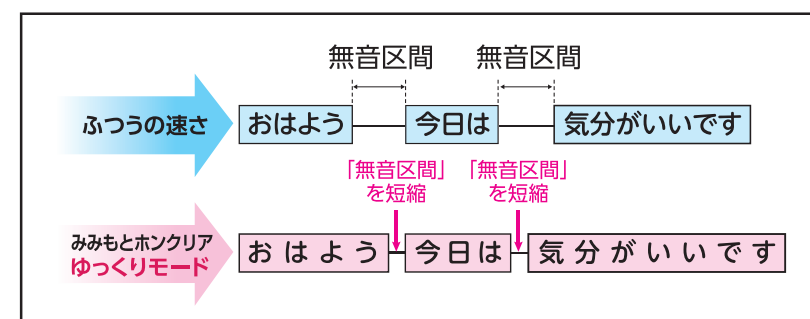 無音区間 無音区間
ふつうの速さ おはよう 今日は 気分がいいです
「無音区間」 「無音区間」
を短縮 を短縮
みみもとホンクリア
ゆっくりモード
おはよう 今日は 気分がいいです